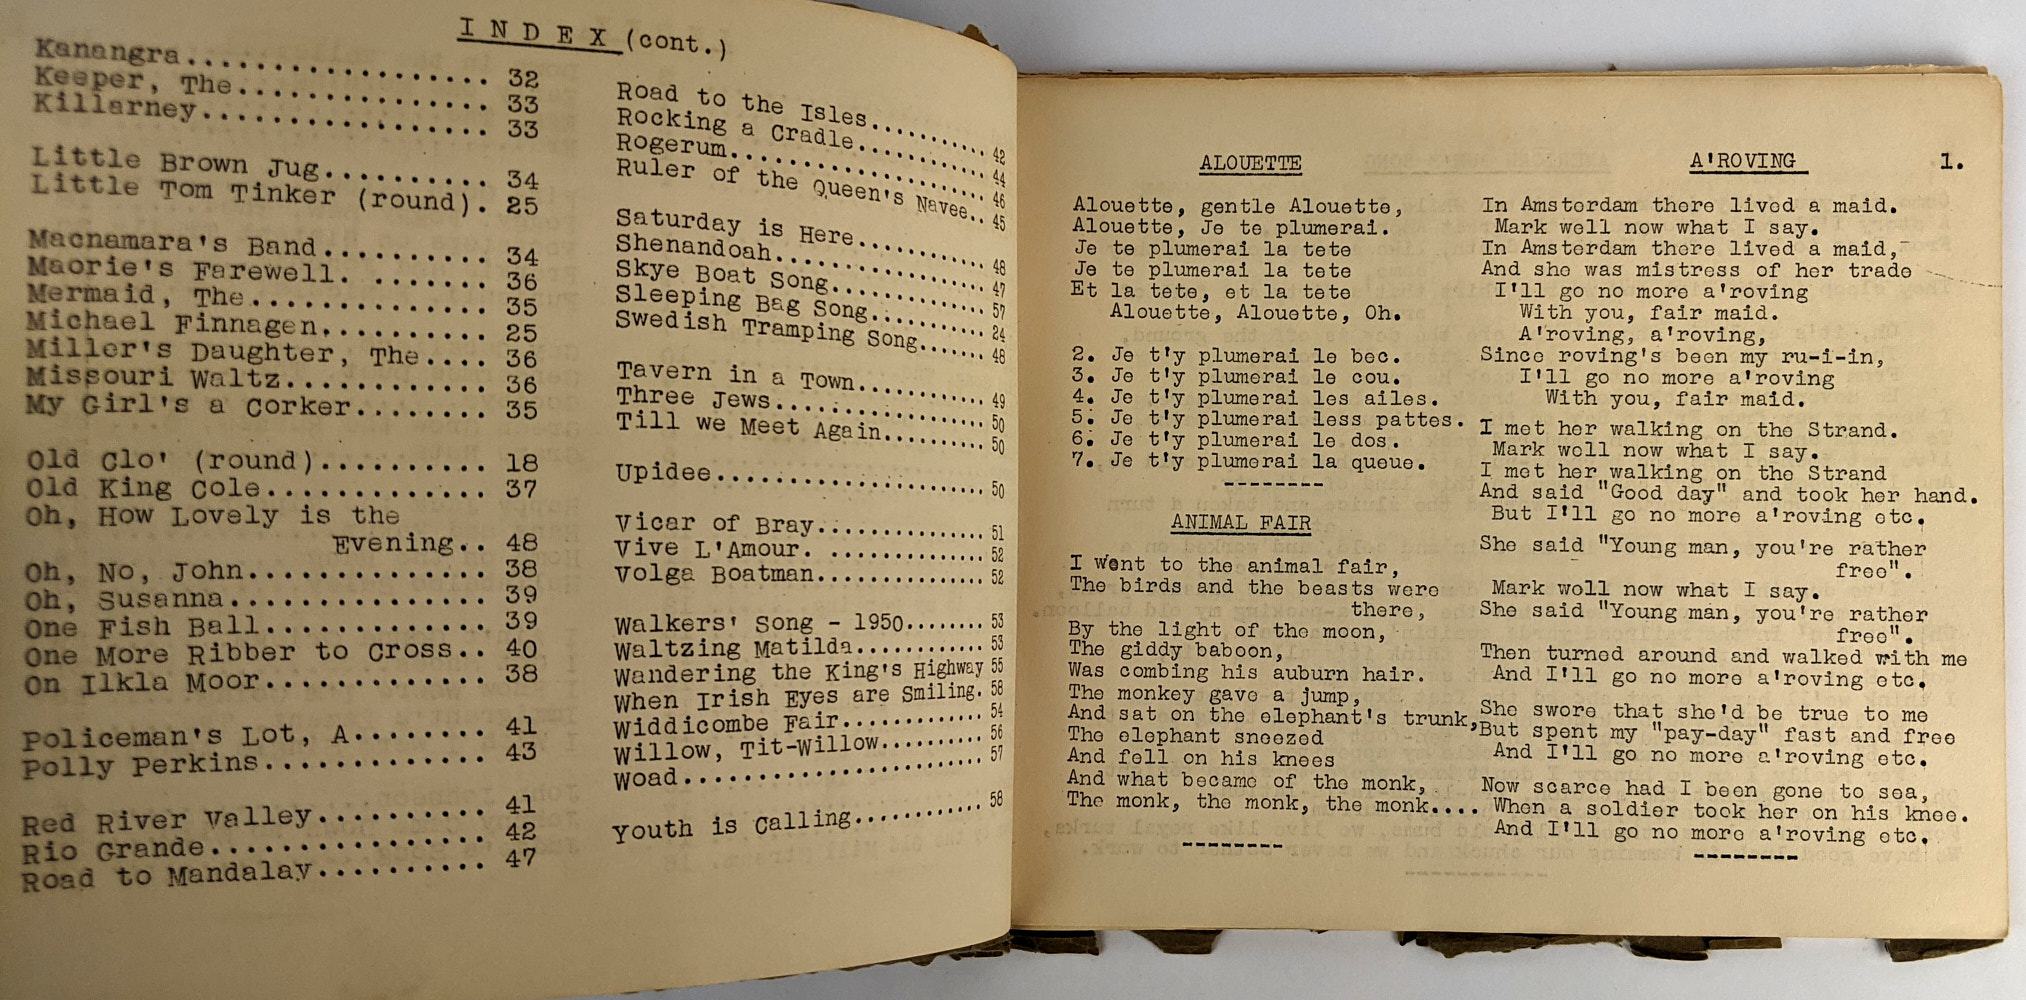 I N D E X (cont.)
Kanangra.................. 32
Keeper, The............... 33
Killarney................. 33
Little Brown Jug.......... 34
Little Tom Tinker (round). 25
Macnamara's Band.......... 34
Maorie's Farewell. ....... 36
Mermaid, The.............. 35
Michael Finnagen.......... 25
Miller's Daughter, The.... 36
Missouri Waltz............ 36
My Girl's a Corker........ 35
Old Clo' (round).......... 18
Old King Cole............. 37
Oh, How Lovely is the
Evening.. 48
Oh, No, John.............. 38
Oh, Susanna............... 39
One Fish Ball............. 39
One More Ribber to Cross.. 40
On Ilkla Moor............. 38
Policeman's Lot, A........ 41
Polly Perkins............. 43
Red River Valley.......... 41
Rio Grande................ 42
Road to Mandalay.......... 47
Road to the Isles........... 42
Rocking a Cradle............ 44
Rogerum..................... 46
Ruler of the Queen's Navee.. 45
Saturday is Here............ 48
Shenandoah.................. 47
Skye Boat Song.............. 57
Sleeping Bag Song........... 24
Swedish Tramping Song....... 48
Tavern in a Town............ 49
Three Jews.................. 50
Till we Meet Again.......... 50
Upidee...................... 50
Vicar of Bray............... 51
Vive L'Amour. .............. 52
Volga Boatman............... 52
Walkers' Song - 1950........ 53
Waltzing Matilda............ 53
Wandering the King's Highway 55
When Irish Eyes are Smiling. 58
Widdicombe Fair............. 54
Willow, Tit-Willow.......... 56
Woad........................ 57
Youth is Calling............ 58
1.
ALOUETTE
Alouette, gentle Alouette,
Alouette, Je te plumerai.
Je te plumerai la tete
Je te plumerai la tete
Et la tete, et la tete
Alouette, Alouette, Oh.
2. Je t'y plumerai le bec.
3. Je t'y plumerai le cou.
4. Je t'y plumerai les ailes.
5. Je t'y plumerai less pattes.
6. Je t'y plumerai le dos.
7. Je t'y plumerai la queue.
--------
ANIMAL FAIR
I went to the animal fair,
The birds and the beasts were
there,
By the light of the moon,
The giddy baboon,
Was combing his auburn hair.
The monkey gave a jump,
And sat on the elephant's trunk,
The elephant sneezed
And fell on his knees
And what became of the monk,
The monk, the monk, the monk....
--------
A'ROVING
In Amsterdam there lived a maid.
Mark well now what I say.
In Amsterdam there lived a maid,
And she was mistress of her trade
I'll go no more a'roving
With you, fair maid.
A'roving, a'roving,
Since roving's been my ru-i-in,
I'll go no more a'roving
With you, fair maid.
I met her walking on the Strand.
Mark well now what I say.
I met her walking on the Strand
And said "Good day" and took her hand.
But I'll go no more a'roving etc.
She said "Young man, you're rather
free".
Mark well now what I say.
She said "Young man, you're rather
free".
Then turned around and walked with me
And I'll go no more a'roving etc.
She swore that she'd be true to me
But spent my "pay-day" fast and free
And I'll go no more a'roving etc.
Now scarce had I been gone to sea,
When a soldier took her on his knee.
And I'll go no more a'roving etc.
--------